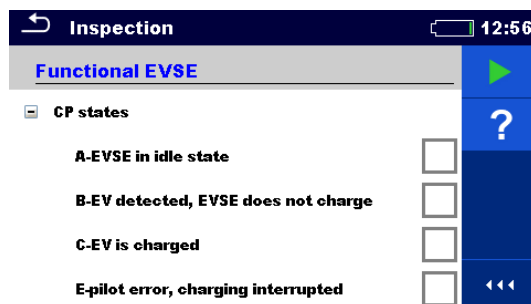 Inspection
12:56
Functional EVSE
CP states
A-EVSE in idle state
B-EV detected, EVSE does not charge
C-EV is charged
E-pilot error, charging interrupted
?